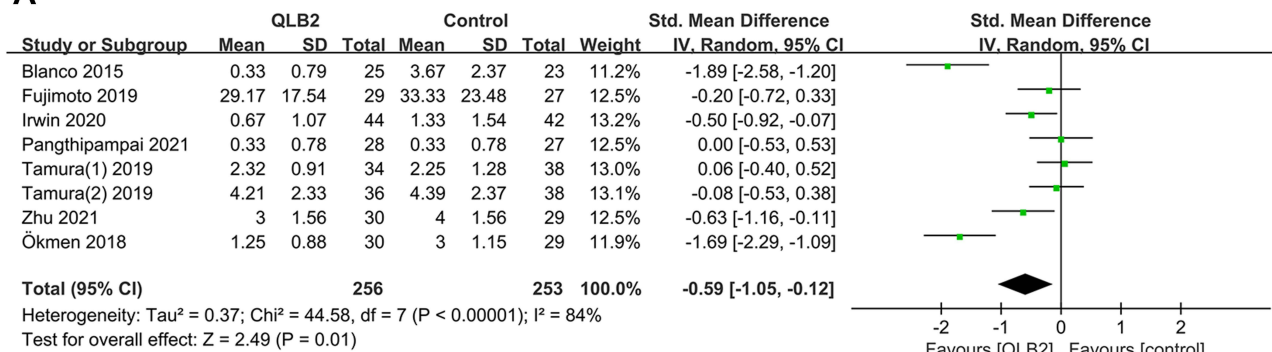 A
QLB2 Control Std. Mean Difference Std. Mean Difference
Study or Subgroup Mean SD Total Mean SD Total Weight IV, Random, 95% CI IV, Random, 95% CI
Blanco 2015 0.33 0.79 25 3.67 2.37 23 11.2% -1.89 [-2.58, -1.20]
Fujimoto 2019 29.17 17.54 29 33.33 23.48 27 12.5% -0.20 [-0.72, 0.33]
Irwin 2020 0.67 1.07 44 1.33 1.54 42 13.2% -0.50 [-0.92, -0.07]
Pangthipampai 2021 0.33 0.78 28 0.33 0.78 27 12.5% 0.00 [-0.53, 0.53]
Tamura(1) 2019 2.32 0.91 34 2.25 1.28 38 13.0% 0.06 [-0.40, 0.52]
Tamura(2) 2019 4.21 2.33 36 4.39 2.37 38 13.1% -0.08 [-0.53, 0.38]
Zhu 2021 3 1.56 30 4 1.56 29 12.5% -0.63 [-1.16, -0.11]
Ökmen 2018 1.25 0.88 30 3 1.15 29 11.9% -1.69 [-2.29, -1.09]
Total (95% CI) 256 253 100.0% -0.59 [-1.05, -0.12]
Heterogeneity: Tau² = 0.37; Chi² = 44.58, df = 7 (P < 0.00001); I² = 84%
Test for overall effect: Z = 2.49 (P = 0.01)
-2 -1 0 1 2
Favours [QLB2] Favours [control]